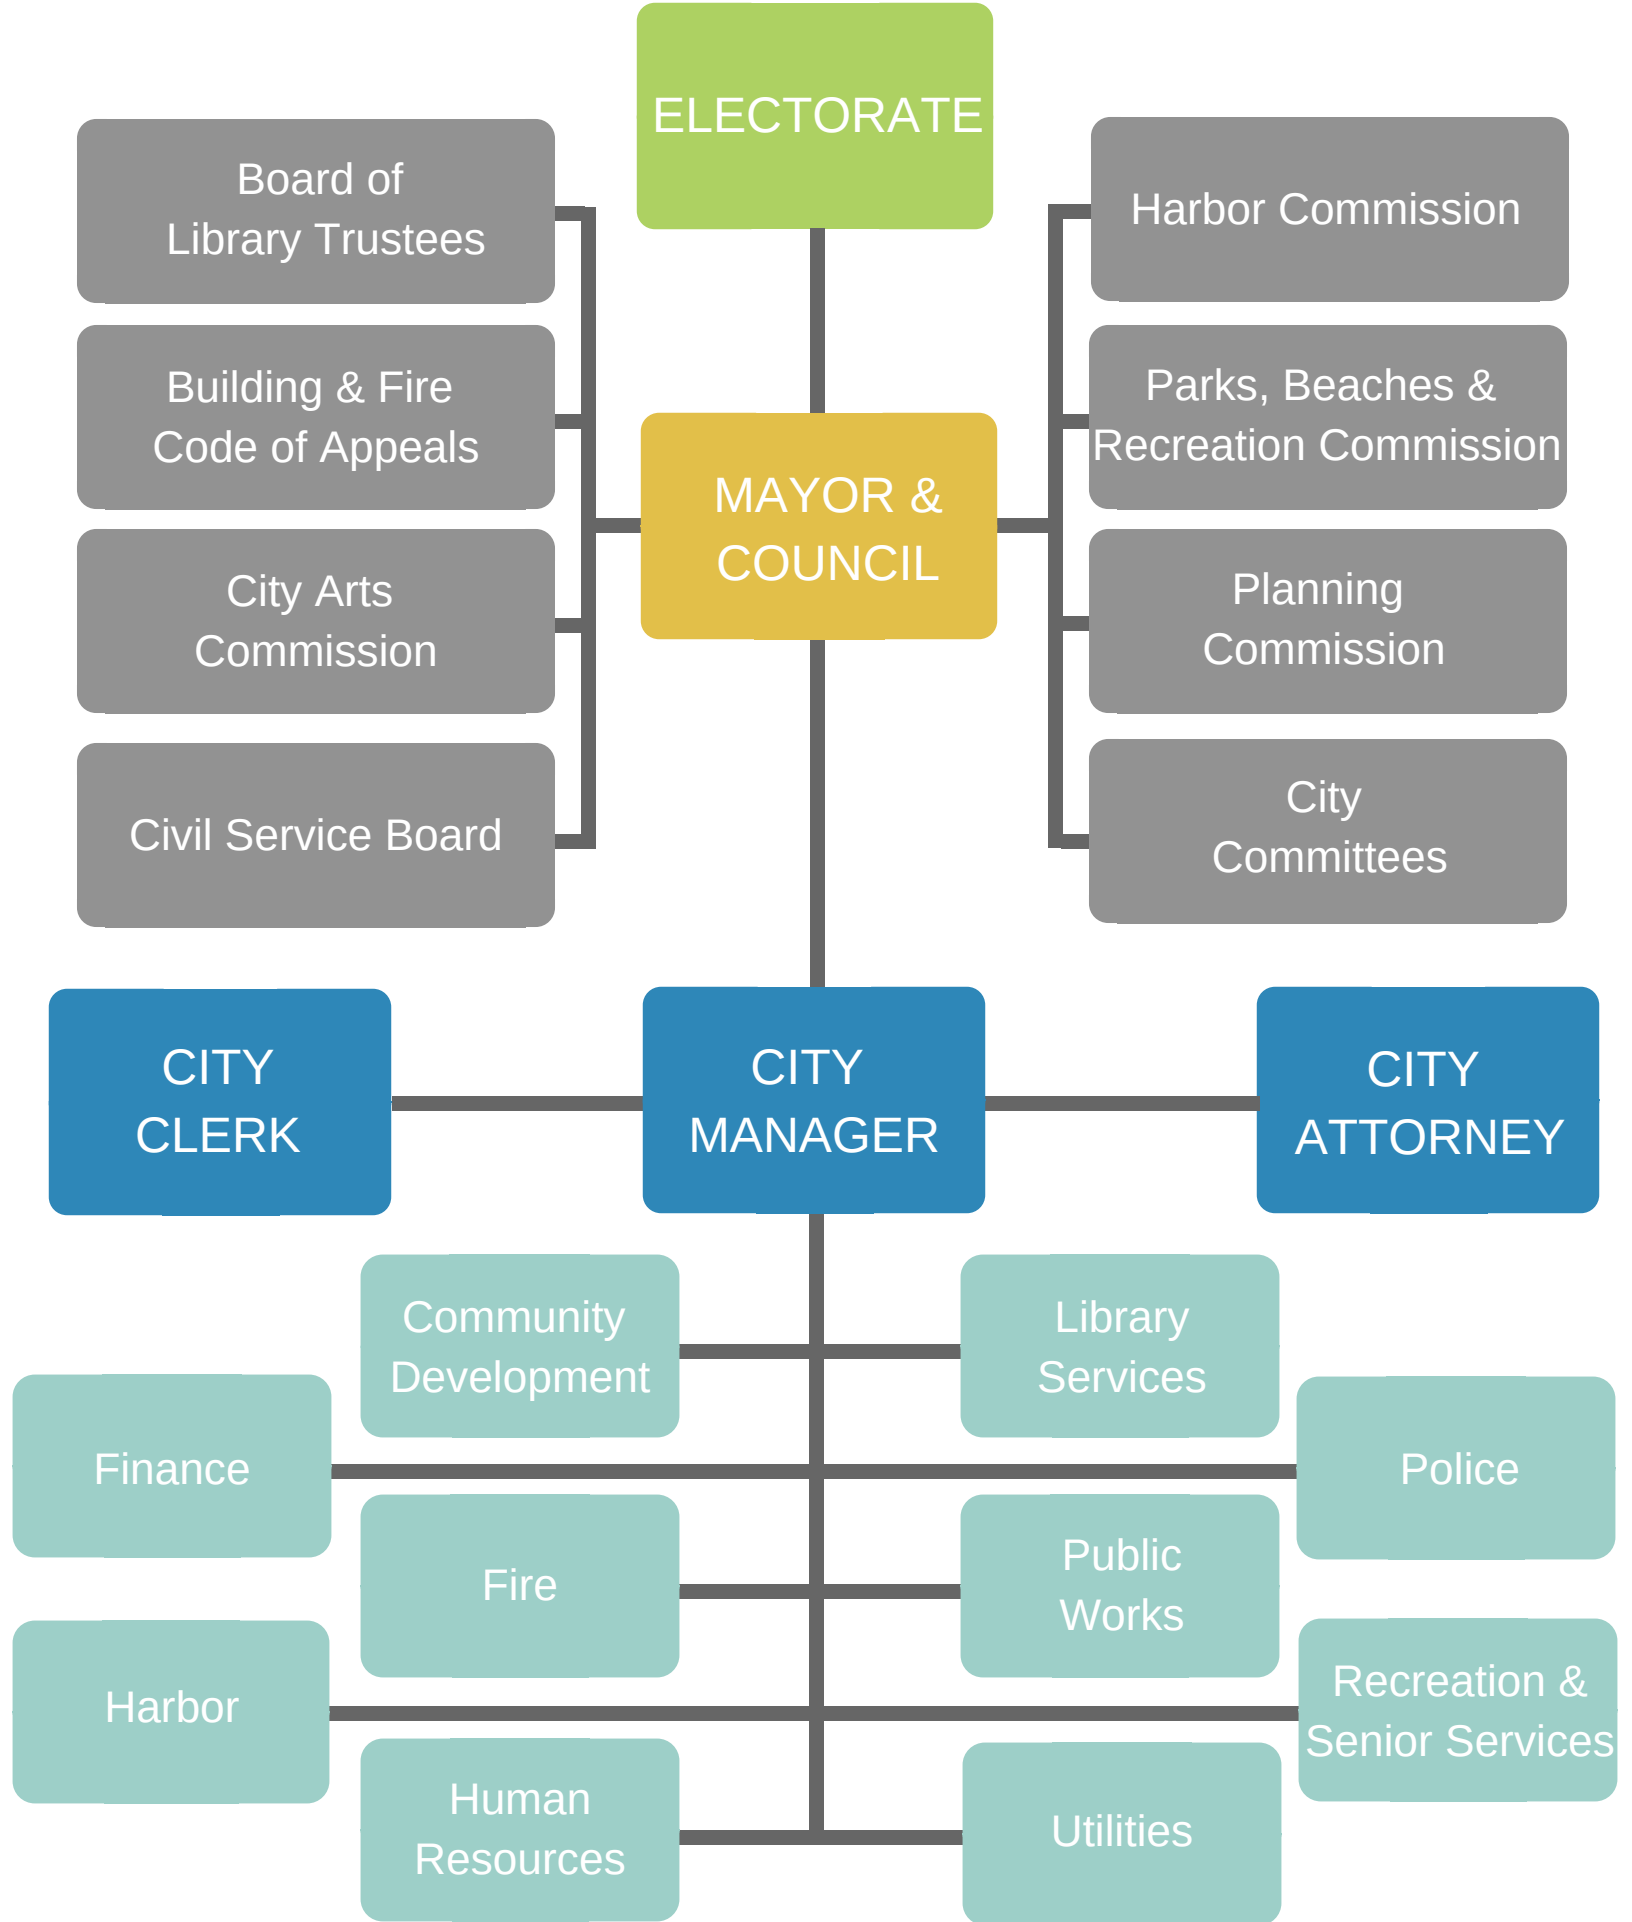 ELECTORATE
Board of
Library Trustees
Harbor Commission
Building & Fire
Code of Appeals
Parks, Beaches &
Recreation Commission
MAYOR &
COUNCIL
City Arts
Commission
Planning
Commission
Civil Service Board
City
Committees
CITY
CLERK
CITY
MANAGER
CITY
ATTORNEY
Community
Development
Library
Services
Finance
Police
Fire
Public
Works
Harbor
Recreation &
Senior Services
Human
Resources
Utilities